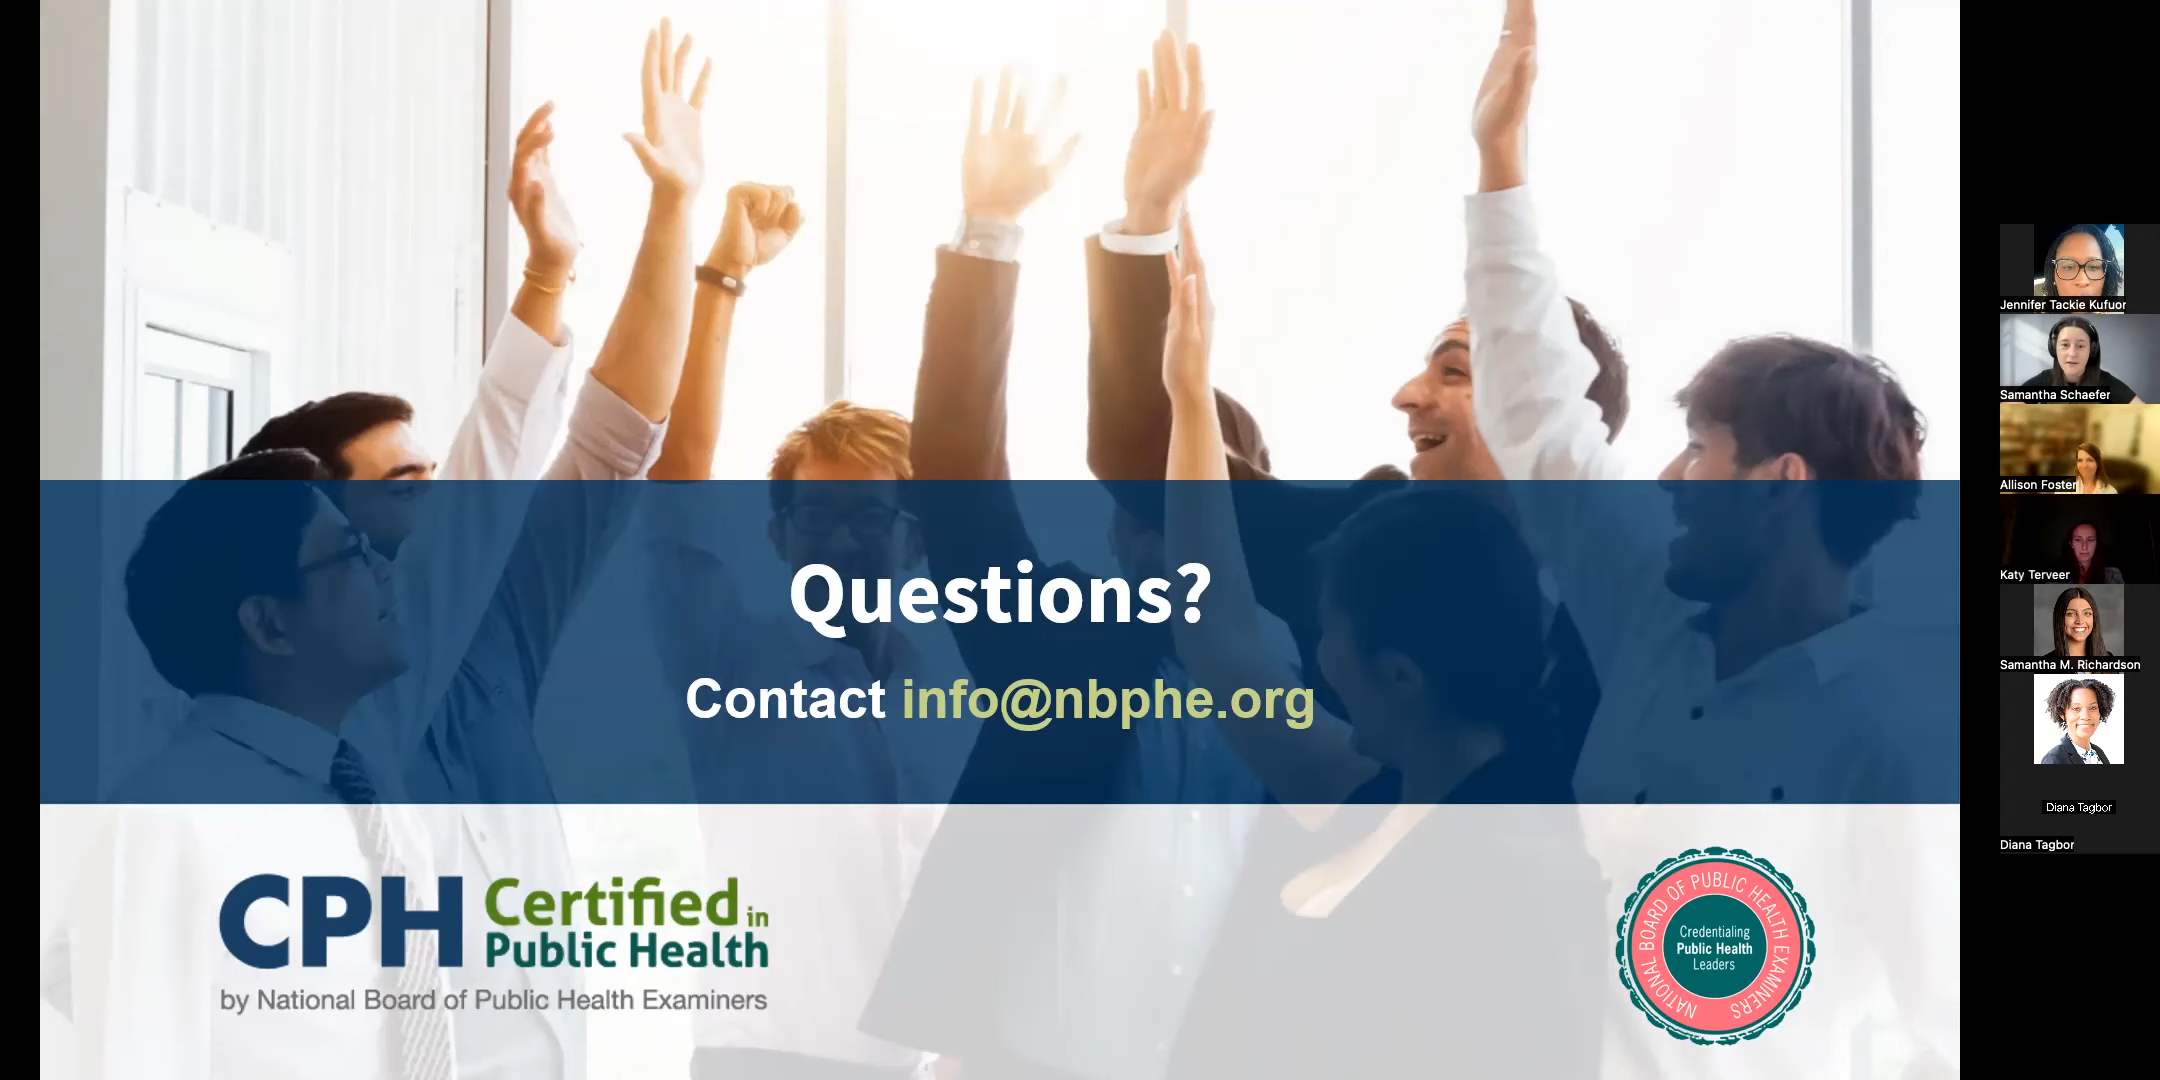 Questions?
Contact info@nbphe.org
CPH Certified in
Public Health
by National Board of Public Health Examiners
NATIONAL BOARD OF PUBLIC HEALTH EXAMINERS
Credentialing
Public Health
Leaders
Jennifer Tackie Kufuor
Samantha Schaefer
Allison Foster
Katy Terveer
Samantha M. Richardson
Diana Tagbor
Diana Tagbor